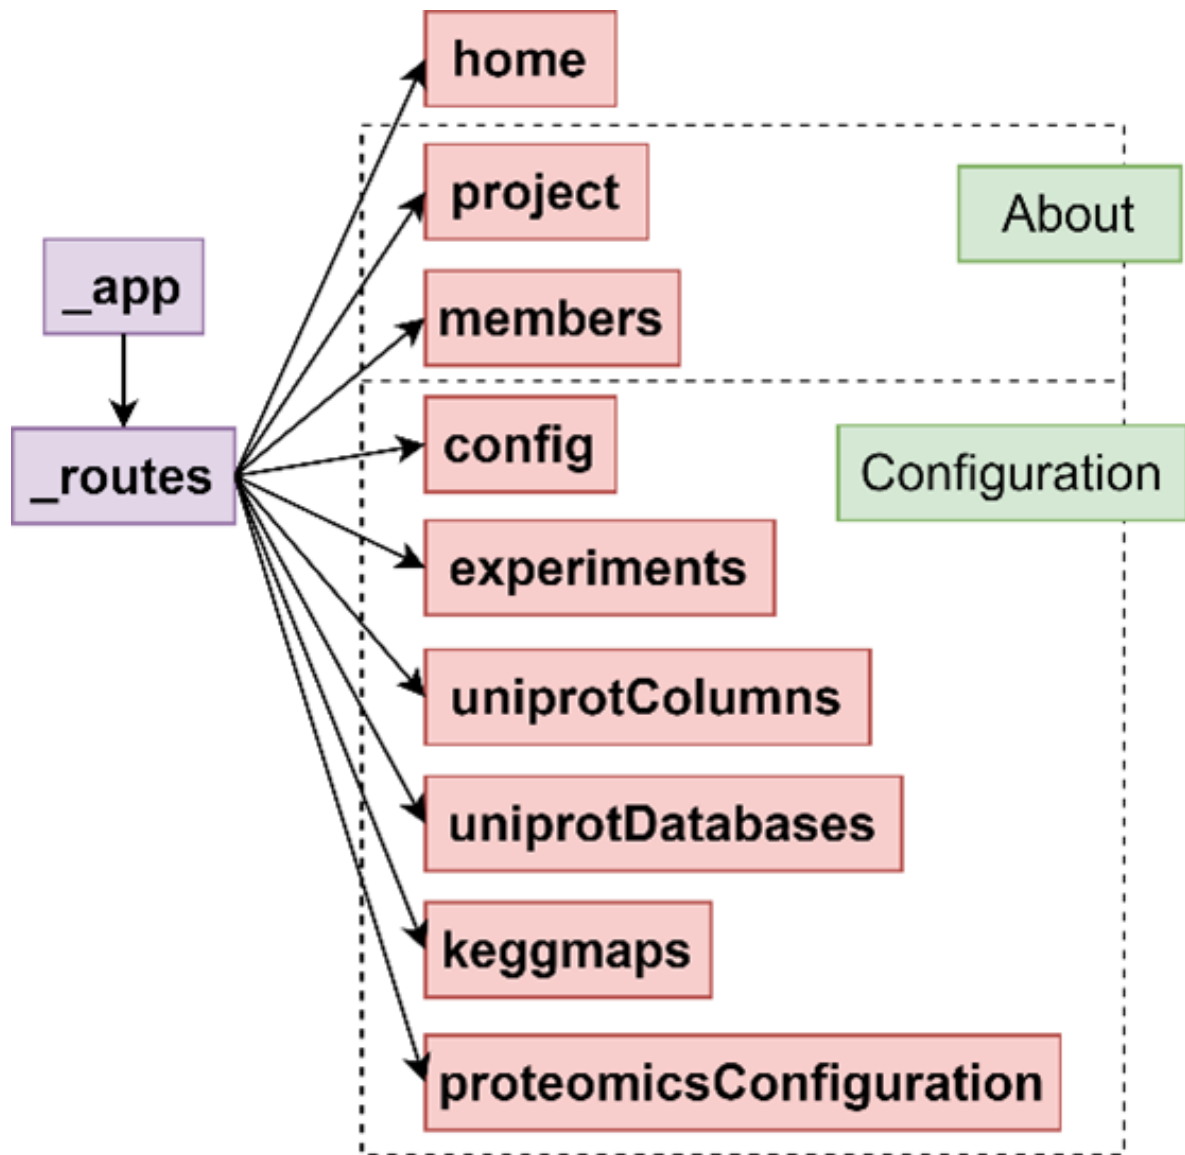 home
project
About
_app
members
config
_routes
Configuration
experiments
uniprotColumns
uniprotDatabases
keggmaps
proteomicsConfiguration